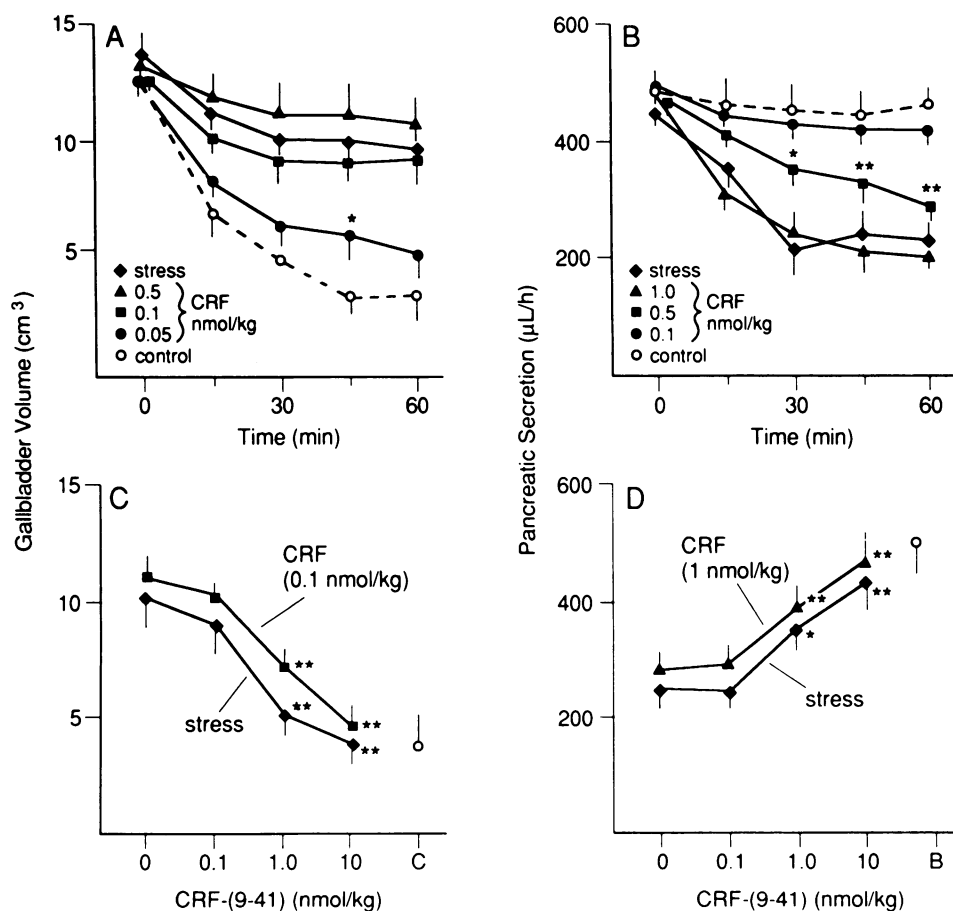 A
Gallbladder Volume (cm³)
15
10
5
stress
0.5
0.1
0.05
CRF
nmol/kg
control
0 30 60
Time (min)
B
Pancreatic Secretion (µL/h)
600
400
200
*
**
**
stress
1.0
0.5
0.1
CRF
nmol/kg
control
0 30 60
Time (min)
*
C
15
10
5
CRF
(0.1 nmol/kg)
stress
**
**
**
**
0 0.1 1.0 10 C
CRF-(9-41) (nmol/kg)
D
600
400
200
CRF
(1 nmol/kg)
stress
**
**
*
**
0 0.1 1.0 10 B
CRF-(9-41) (nmol/kg)